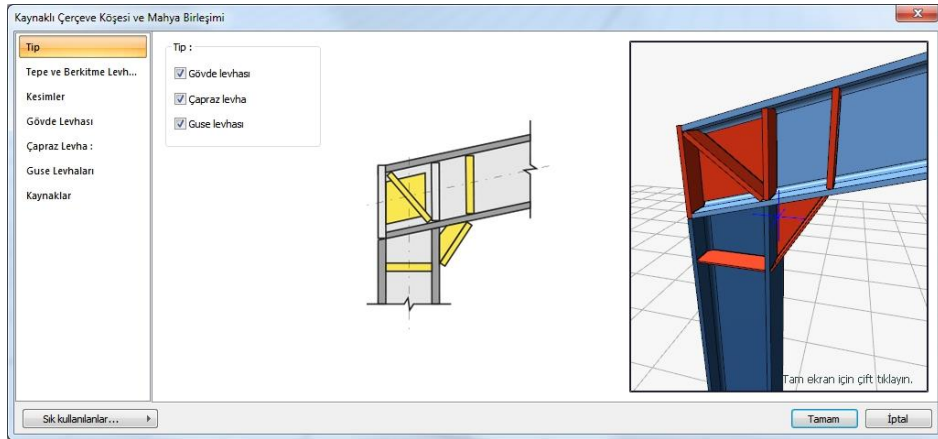 Kaynaklı Çerçeve Köşesi ve Mahya Birleşimi
Tip
Tepe ve Berkitme Levh...
Kesimler
Gövde Levhası
Çapraz Levha :
Guse Levhaları
Kaynaklar
Tip :
Gövde levhası
Çapraz levha
Guse levhası
Tam ekran için çift tıklayın.
Sık kullanılanlar...
Tamam
İptal